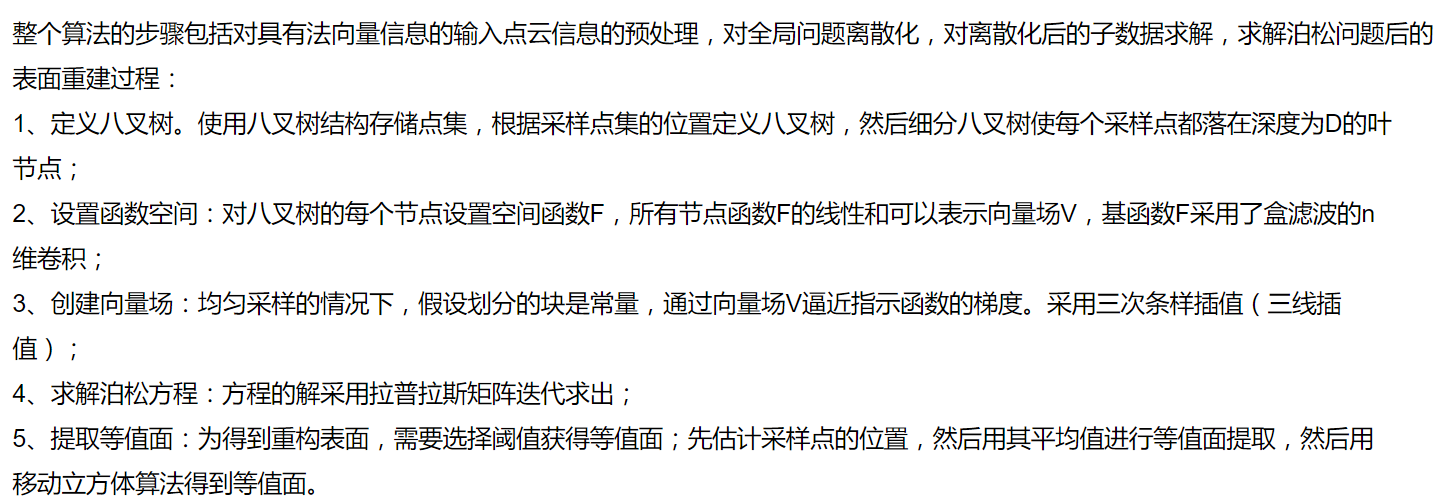 整个算法的步骤包括对具有法向量信息的输入点云信息的预处理，对全局问题离散化，对离散化后的子数据求解，求解泊松问题后的
表面重建过程：
1、定义八叉树。使用八叉树结构存储点集，根据采样点集的位置定义八叉树，然后细分八叉树使每个采样点都落在深度为D的叶
节点；
2、设置函数空间：对八叉树的每个节点设置空间函数F，所有节点函数F的线性和可以表示向量场V，基函数F采用了盒滤波的n
维卷积；
3、创建向量场：均匀采样的情况下，假设划分的块是常量，通过向量场V逼近指示函数的梯度。采用三次条样插值（三线插
值）；
4、求解泊松方程：方程的解采用拉普拉斯矩阵迭代求出；
5、提取等值面：为得到重构表面，需要选择阈值获得等值面；先估计采样点的位置，然后用其平均值进行等值面提取，然后用
移动立方体算法得到等值面。